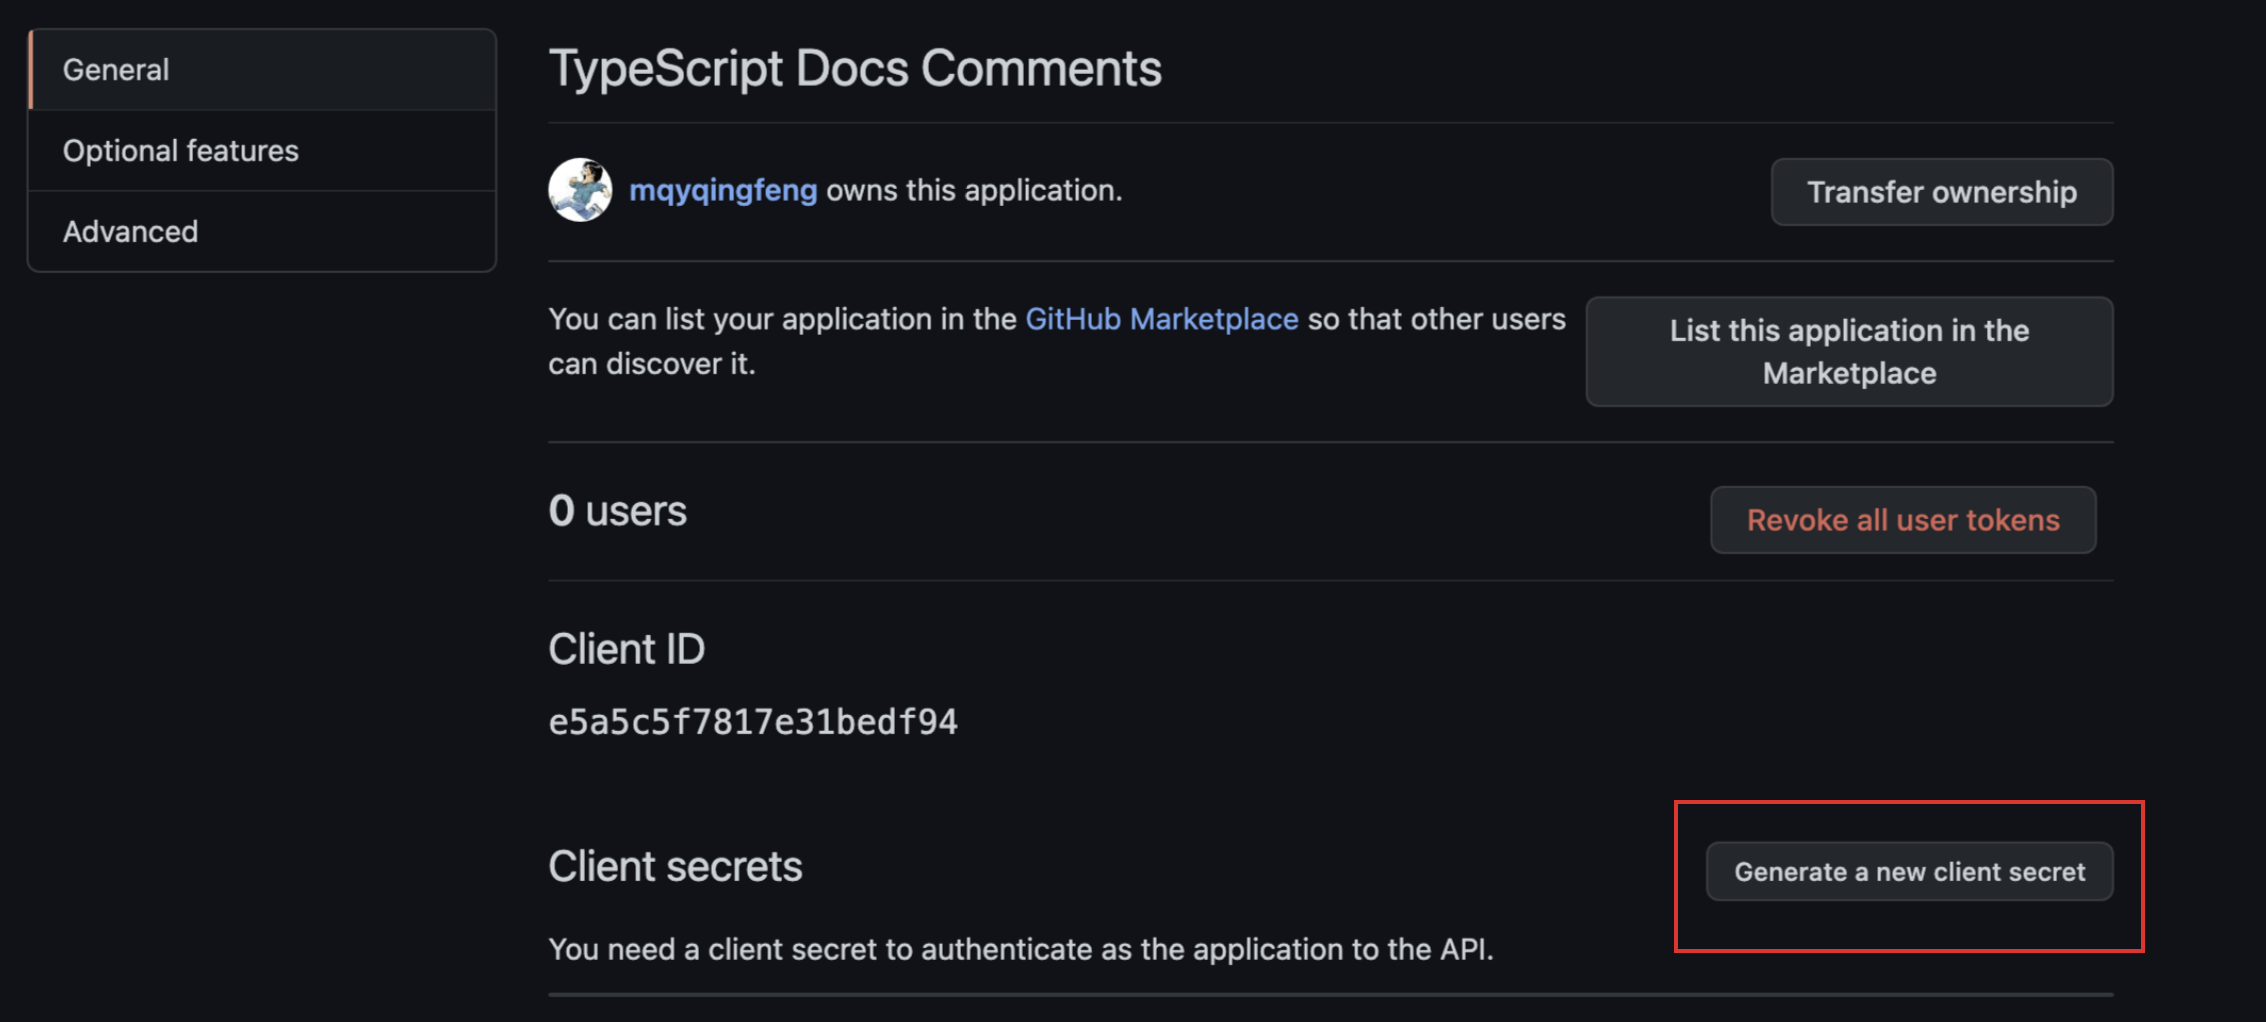 General
Optional features
Advanced
TypeScript Docs Comments
mqyqingfeng owns this application.
Transfer ownership
You can list your application in the GitHub Marketplace so that other users
can discover it.
List this application in the
Marketplace
0 users
Revoke all user tokens
Client ID
e5a5c5f7817e31bedf94
Client secrets
Generate a new client secret
You need a client secret to authenticate as the application to the API.